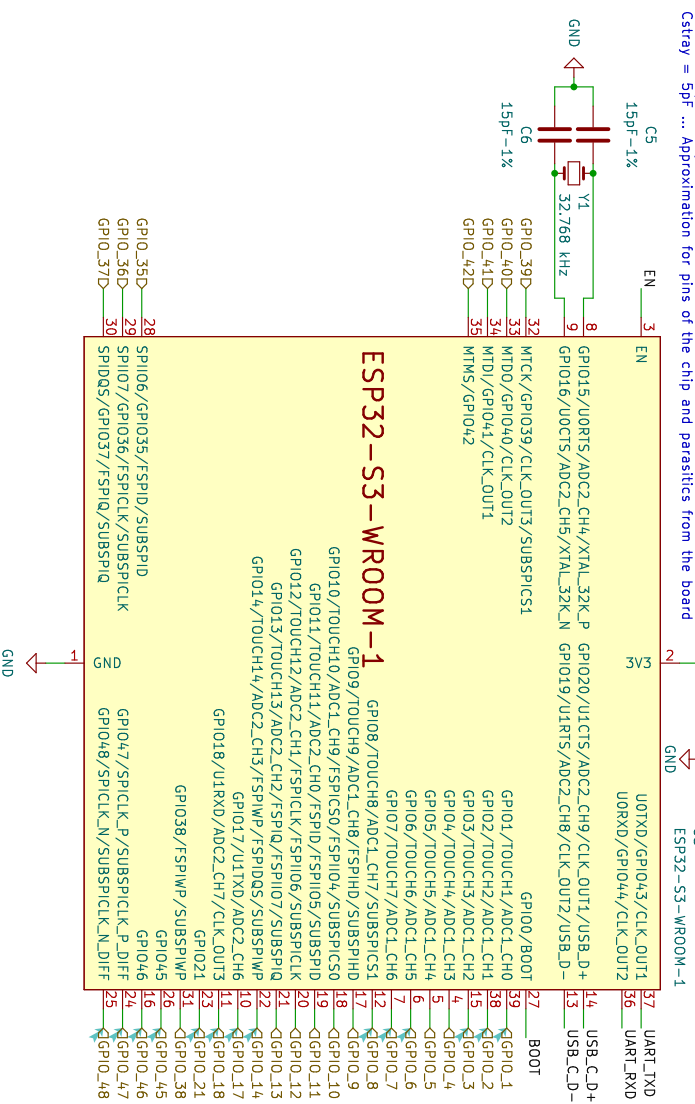 Cstray = 5pF ... Approximation for pins of the chip and parasitics from the board
ESP32-S3-WROOM-1
GND
2
3V3
EN
3
EN
U0TXD/GPIO43/CLK_OUT1
37
UART_TXD
U0RXD/GPIO44/CLK_OUT2
36
UART_RXD
C5
15pF-1%
Y1
32.768 kHz
GND
C6
15pF-1%
8
GPIO15/U0RTS/ADC2_CH4/XTAL_32K_P
GPIO20/U1CTS/ADC2_CH9/CLK_OUT1/USB_D+
14
USB_C_D+
9
GPIO16/U0CTS/ADC2_CH5/XTAL_32K_N
GPIO19/U1RTS/ADC2_CH8/CLK_OUT2/USB_D-
13
USB_C_D-
GPIO_39
32
MTCK/GPIO39/CLK_OUT3/SUBSPICS1
GPIO0/BOOT
27
BOOT
GPIO_40
33
MTDO/GPIO40/CLK_OUT2
GPIO1/TOUCH1/ADC1_CH0
39
GPIO_1
GPIO_41
34
MTDI/GPIO41/CLK_OUT1
GPIO2/TOUCH2/ADC1_CH1
38
GPIO_2
GPIO_42
35
MTMS/GPIO42
GPIO3/TOUCH3/ADC1_CH2
15
GPIO_3
GPIO4/TOUCH4/ADC1_CH3
4
GPIO_4
GPIO5/TOUCH5/ADC1_CH4
5
GPIO_5
GPIO6/TOUCH6/ADC1_CH5
6
GPIO_6
GPIO7/TOUCH7/ADC1_CH6
7
GPIO_7
ESP32-S3-WROOM-1
GPIO8/TOUCH8/ADC1_CH7/SUBSPICS1
12
GPIO_8
GPIO9/TOUCH9/ADC1_CH8/FSPIHD/SUBSPIHD
17
GPIO_9
GPIO10/TOUCH10/ADC1_CH9/FSPICS0/FSPIIO4/SUBSPICS0
18
GPIO_10
GPIO11/TOUCH11/ADC2_CH0/FSPID/FSPIIO5/SUBSPID
19
GPIO_11
GPIO12/TOUCH12/ADC2_CH1/FSPICLK/FSPIIO6/SUBSPICLK
20
GPIO_12
GPIO13/TOUCH13/ADC2_CH2/FSPIQ/FSPIIO7/SUBSPIQ
21
GPIO_13
GPIO14/TOUCH14/ADC2_CH3/FSPIWP/FSPIDQS/SUBSPIWP
22
GPIO_14
GPIO17/U1TXD/ADC2_CH6
10
GPIO_17
GPIO18/U1RXD/ADC2_CH7/CLK_OUT3
11
GPIO_18
GPIO21
23
GPIO_21
GPIO38/FSPIWP/SUBSPIWP
31
GPIO_38
GPIO45
26
GPIO_45
GPIO_35
28
SPIIO6/GPIO35/FSPID/SUBSPID
GPIO46
16
GPIO_46
GPIO_36
29
SPIIO7/GPIO36/FSPICLK/SUBSPICLK
GPIO47/SPICLK_P/SUBSPICLK_P_DIFF
24
GPIO_47
GPIO_37
30
SPIDQS/GPIO37/FSPIQ/SUBSPIQ
GPIO48/SPICLK_N/SUBSPICLK_N_DIFF
25
GPIO_48
GND
1
GND